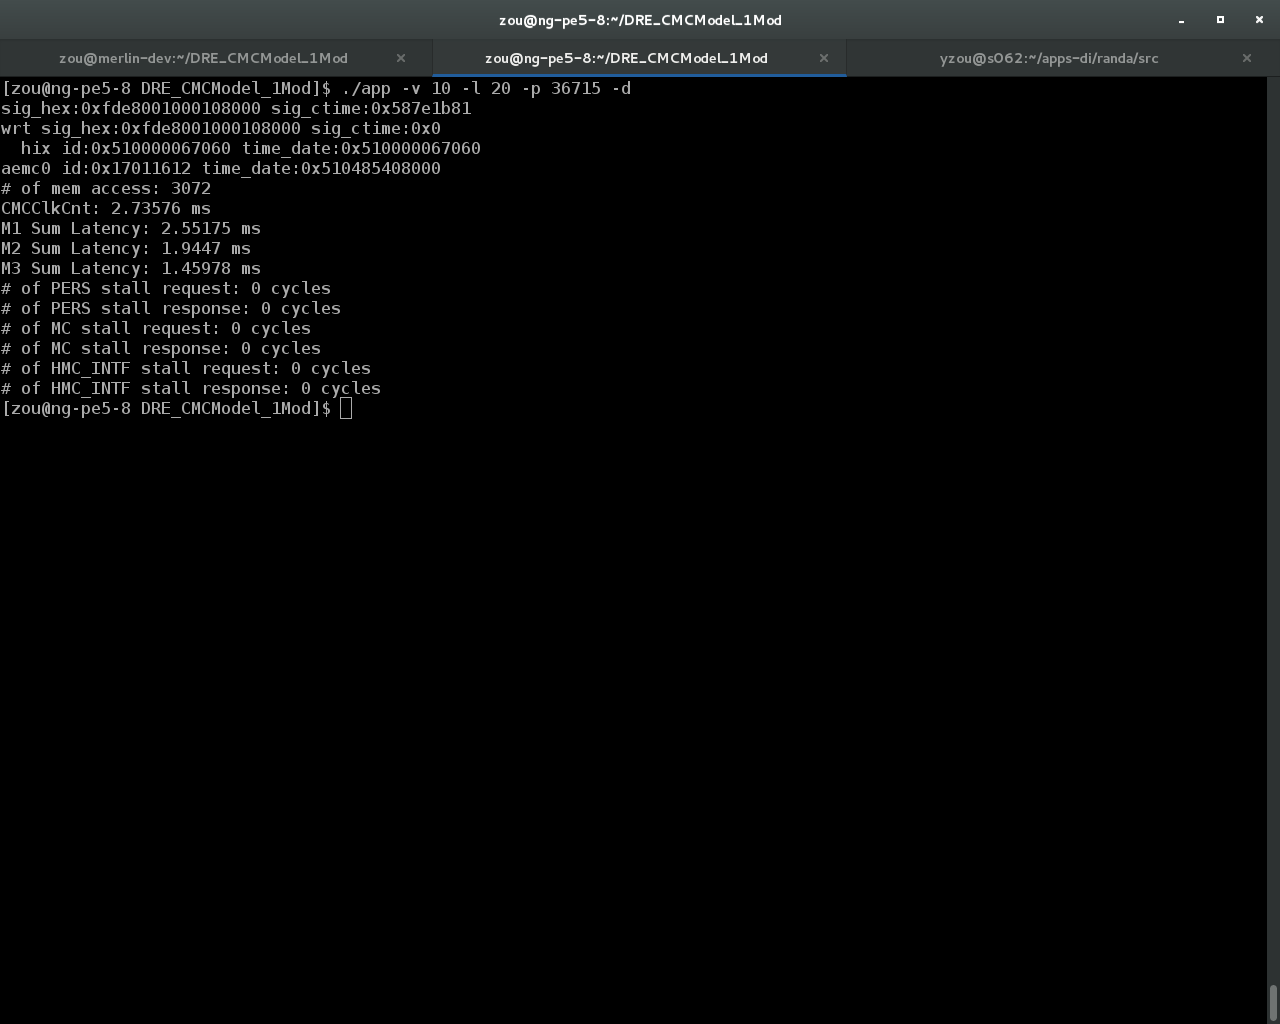 zou@ng-pe5-8:~/DRE_CMCModel_1Mod
zou@merlin-dev:~/DRE_CMCModel_1Mod
zou@ng-pe5-8:~/DRE_CMCModel_1Mod
yzou@s062:~/apps-di/randa/src
[zou@ng-pe5-8 DRE_CMCModel_1Mod]$ ./app -v 10 -l 20 -p 36715 -d
sig_hex:0xfde8001000108000 sig_ctime:0x587e1b81
wrt sig_hex:0xfde8001000108000 sig_ctime:0x0
  hix id:0x510000067060 time_date:0x510000067060
aemc0 id:0x17011612 time_date:0x510485408000
# of mem access: 3072
CMCClkCnt: 2.73576 ms
M1 Sum Latency: 2.55175 ms
M2 Sum Latency: 1.9447 ms
M3 Sum Latency: 1.45978 ms
# of PERS stall request: 0 cycles
# of PERS stall response: 0 cycles
# of MC stall request: 0 cycles
# of MC stall response: 0 cycles
# of HMC_INTF stall request: 0 cycles
# of HMC_INTF stall response: 0 cycles
[zou@ng-pe5-8 DRE_CMCModel_1Mod]$